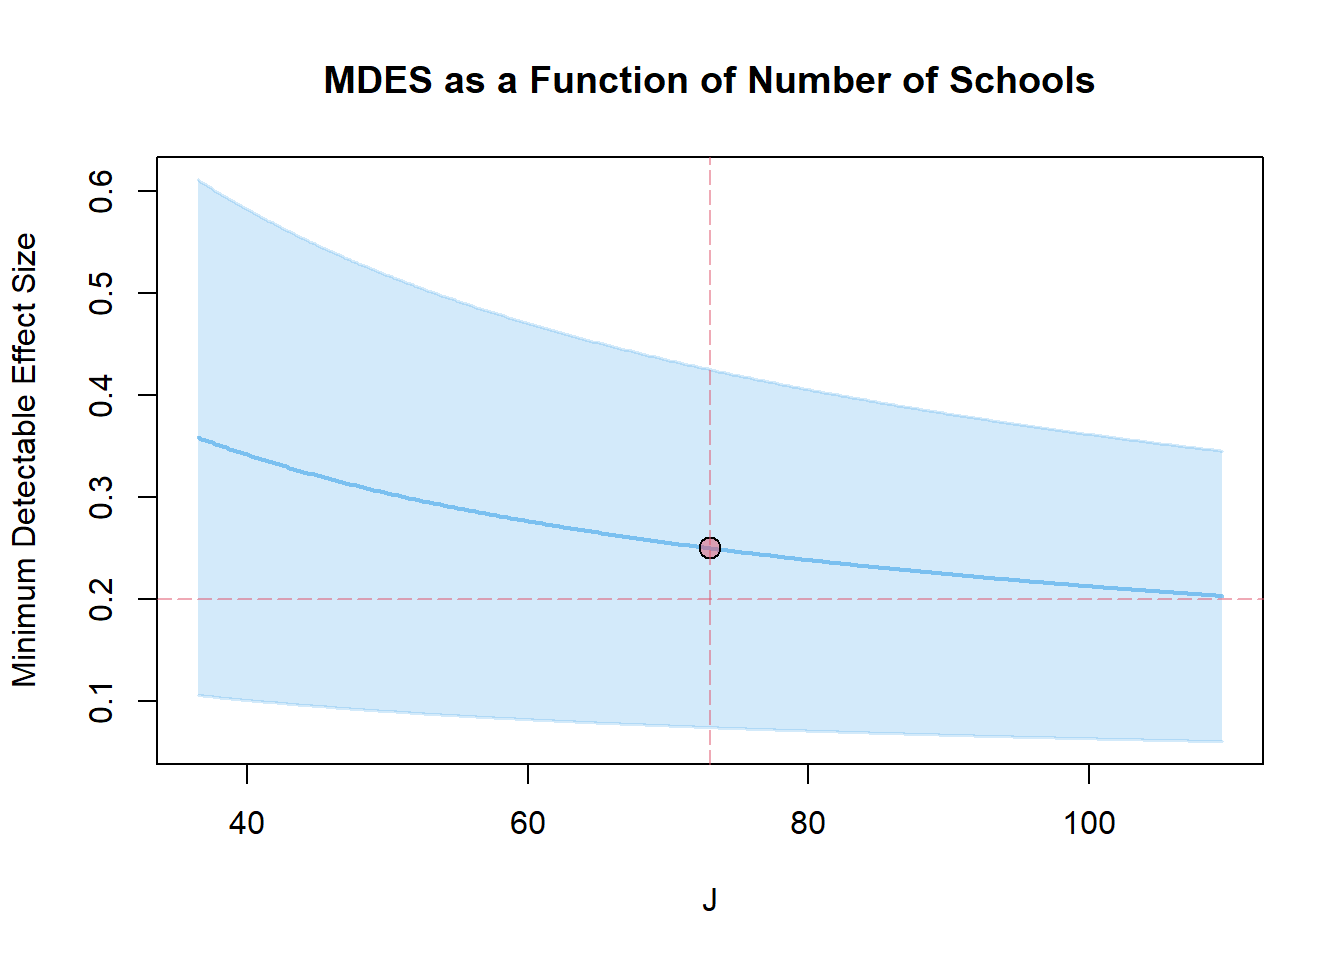 MDES as a Function of Number of Schools
Minimum Detectable Effect Size
0.6
0.5
0.4
0.3
0.2
0.1
40 60 80 100
J